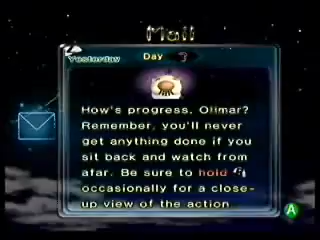 Mail
Yesterday Day 3
How's progress, Olimar?
Remember, you'll never
get anything done if you
sit back and watch from
afar. Be sure to hold
occasionally for a close-
up view of the action
A